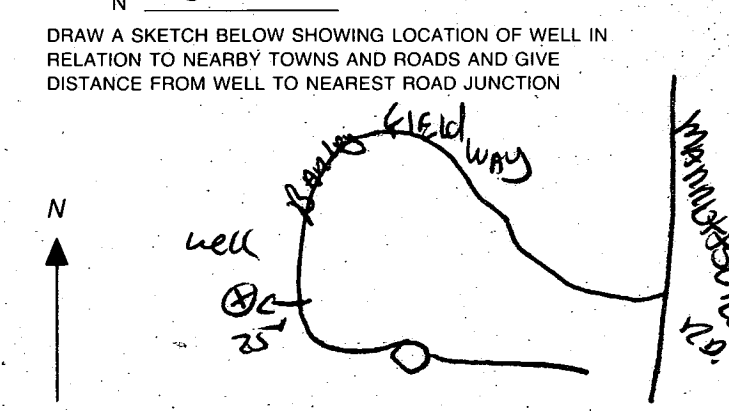 N
DRAW A SKETCH BELOW SHOWING LOCATION OF WELL IN
RELATION TO NEARBY TOWNS AND ROADS AND GIVE
DISTANCE FROM WELL TO NEAREST ROAD JUNCTION
FIELD
WAY
N
well
25'